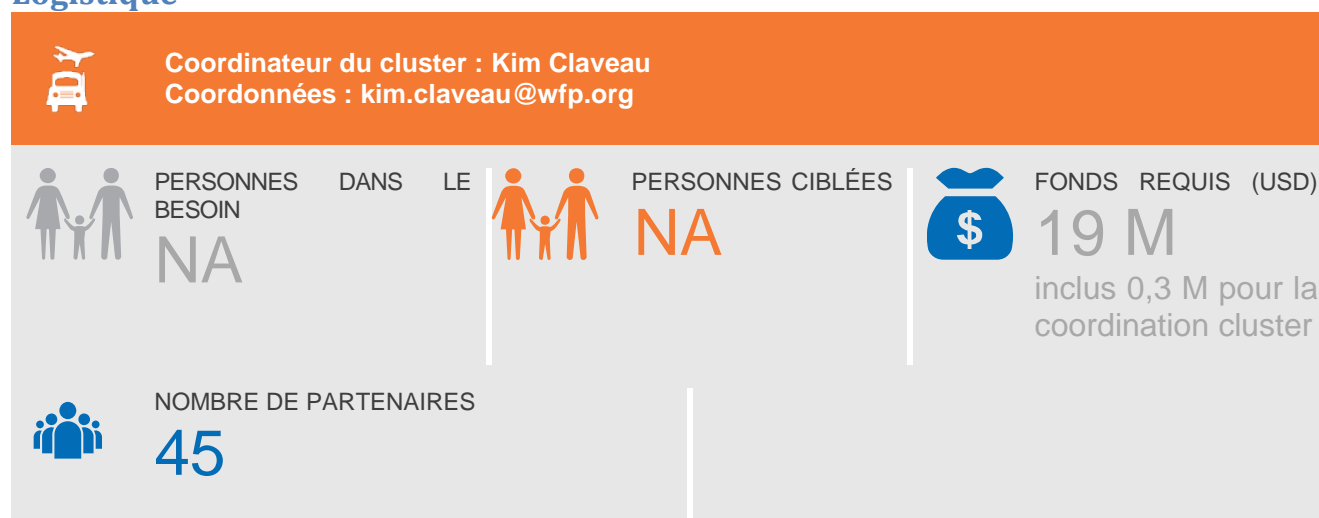 Logistique
Coordinateur du cluster : Kim Claveau
Coordonnées : kim.claveau@wfp.org
PERSONNES DANS LE
BESOIN
NA
PERSONNES CIBLÉES
NA
$
FONDS REQUIS (USD)
19 M
inclus 0,3 M pour la
coordination cluster
NOMBRE DE PARTENAIRES
45